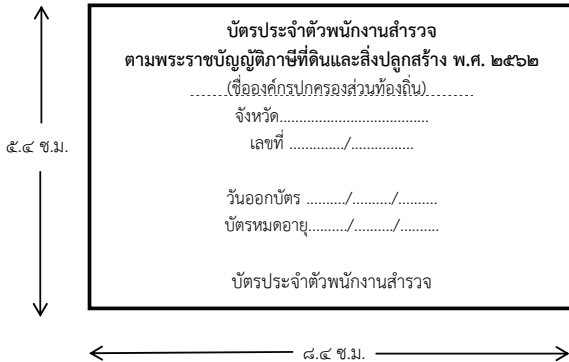 บัตรประจำตัวพนักงานสำรวจ
ตามพระราชบัญญัติภาษีที่ดินและสิ่งปลูกสร้าง พ.ศ. ๒๕๖๒
(ชื่อองค์กรปกครองส่วนท้องถิ่น)
จังหวัด.....................................
เลขที่ ............../................
๕.๔ ซ.ม.
วันออกบัตร ........../........../..........
บัตรหมดอายุ........../........../..........
บัตรประจำตัวพนักงานสำรวจ
๘.๔ ซ.ม.